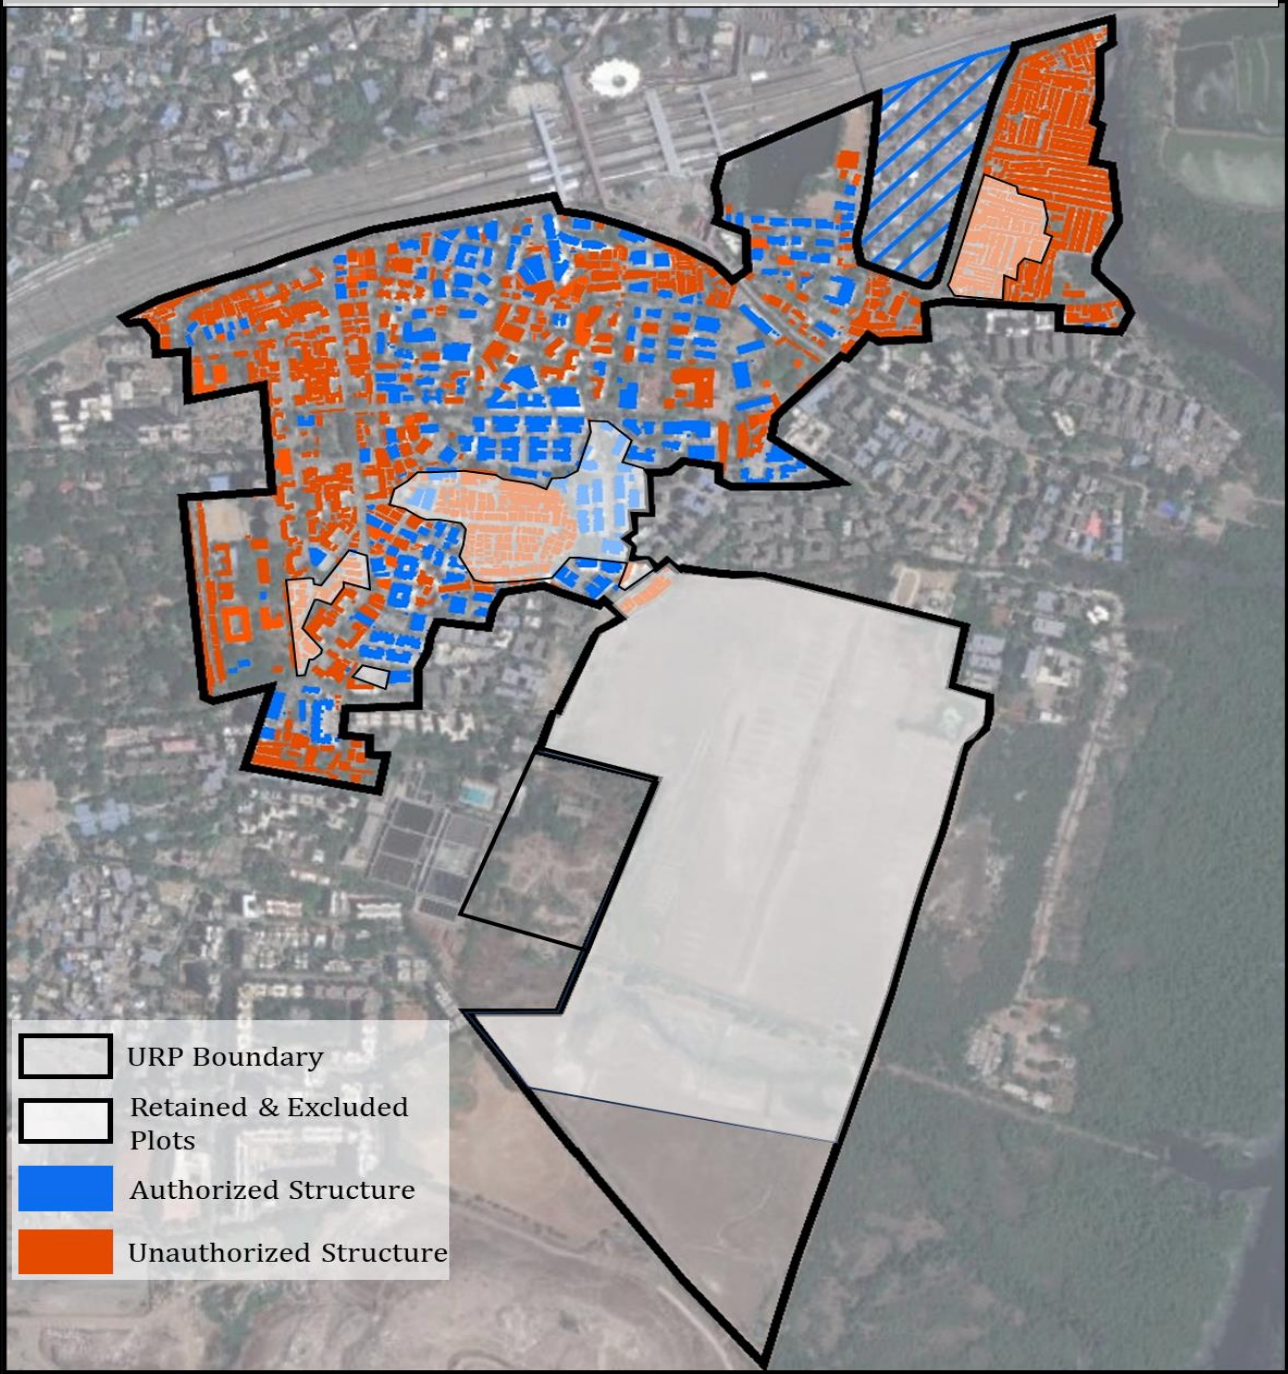 URP Boundary
Retained & Excluded
Plots
Authorized Structure
Unauthorized Structure